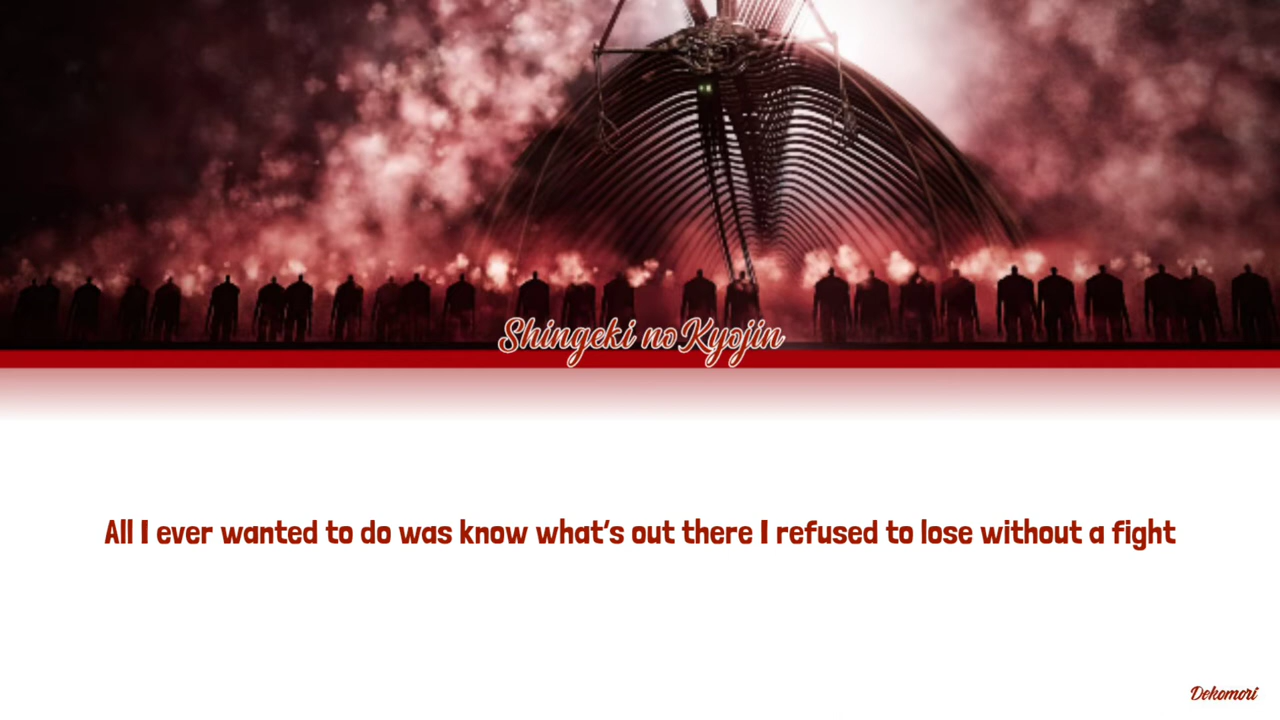 Shingeki no Kyojin
All I ever wanted to do was know what's out there I refused to lose without a fight
Dekomori